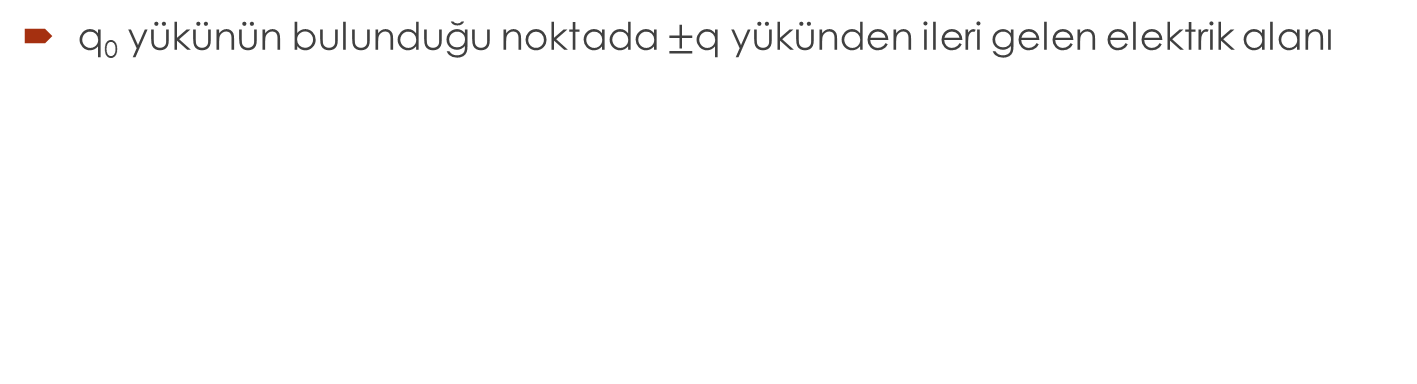 q₀ yükünün bulunduğu noktada ±q yükünden ileri gelen elektrik alanı